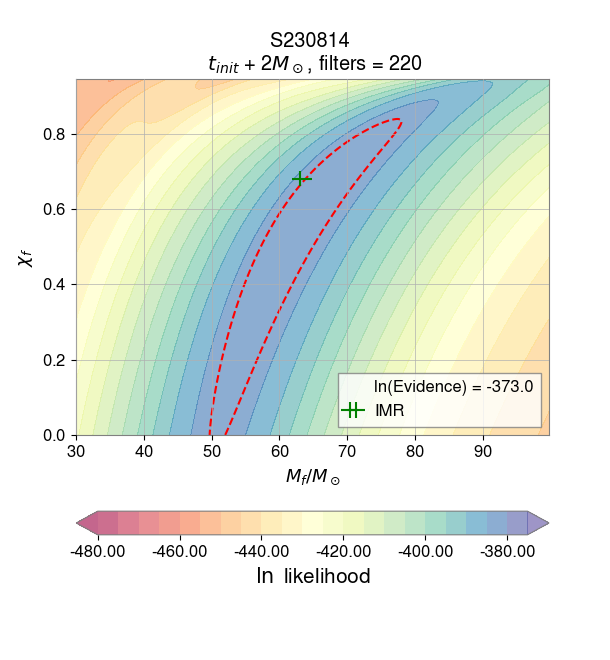 S230814
t_init + 2M_⊙, filters = 220
0.8
0.6
0.4
0.2
0.0
χ_f
ln(Evidence) = -373.0
IMR
30 40 50 60 70 80 90
M_f/M_⊙
-480.00 -460.00 -440.00 -420.00 -400.00 -380.00
ln likelihood